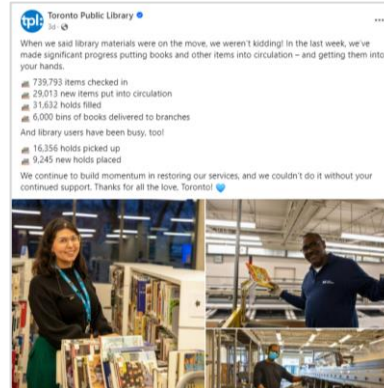 tpl:
Toronto Public Library
3d ·
When we said library materials were on the move, we weren't kidding! In the last week, we've
made significant progress putting books and other items into circulation – and getting them into
your hands.
739,793 items checked in
29,013 new items put into circulation
31,632 holds filled
6,000 bins of books delivered to branches
And library users have been busy, too!
16,356 holds picked up
9,245 new holds placed
We continue to build momentum in restoring our services, and we couldn't do it without your
continued support. Thanks for all the love, Toronto!